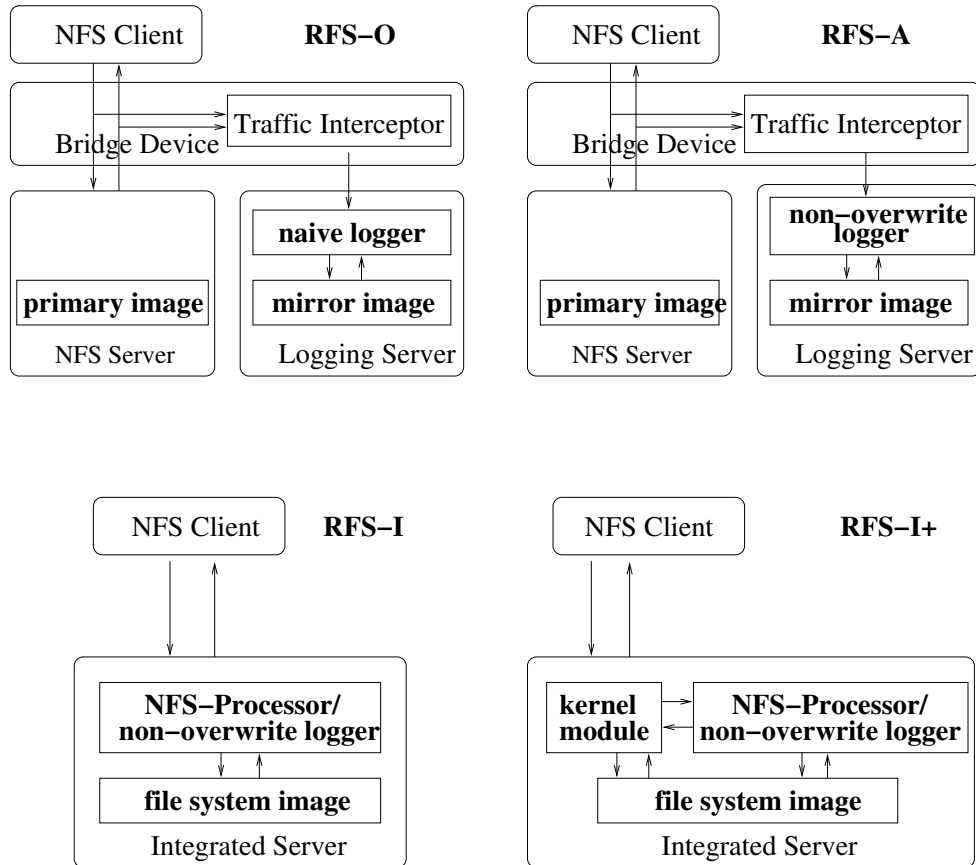 NFS Client
RFS−O
Traffic Interceptor
Bridge Device
naive logger
primary image
mirror image
NFS Server
Logging Server
NFS Client
RFS−A
Traffic Interceptor
Bridge Device
non−overwrite
logger
primary image
mirror image
NFS Server
Logging Server
NFS Client
RFS−I
NFS−Processor/
non−overwrite logger
file system image
Integrated Server
NFS Client
RFS−I+
kernel
module
NFS−Processor/
non−overwrite logger
file system image
Integrated Server